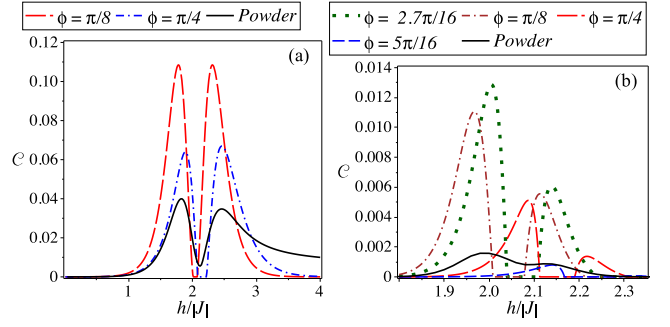 ϕ = π/8 ϕ = π/4 Powder
ϕ = 2.7π/16 ϕ = π/8 ϕ = π/4
ϕ = 5π/16 Powder
(a)
0.12
0.10
0.08
0.06
0.04
0.02
0
𝒞
1 2 3 4
h/|J|
(b)
0.014
0.012
0.010
0.008
0.006
0.004
0.002
0
𝒞
1.9 2.0 2.1 2.2 2.3
h/|J|